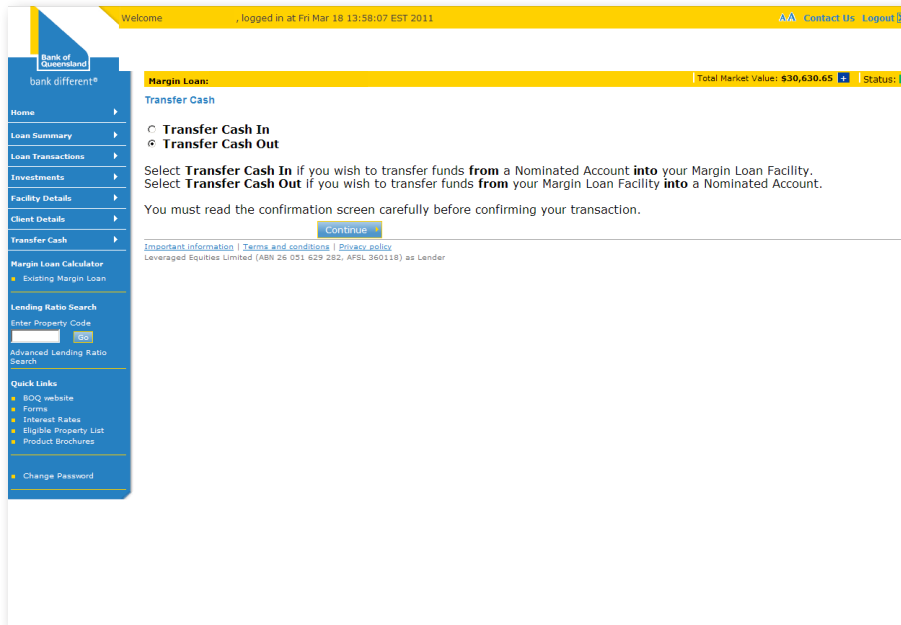 Welcome , logged in at Fri Mar 18 13:58:07 EST 2011
A A Contact Us Logout
Bank of
Queensland
bank different®
Margin Loan:
Total Market Value: $30,630.65 + Status:
Transfer Cash
Transfer Cash In
Transfer Cash Out
Select Transfer Cash In if you wish to transfer funds from a Nominated Account into your Margin Loan Facility.
Select Transfer Cash Out if you wish to transfer funds from your Margin Loan Facility into a Nominated Account.
You must read the confirmation screen carefully before confirming your transaction.
Continue
Important information | Terms and conditions | Privacy policy
Leveraged Equities Limited (ABN 26 051 629 282, AFSL 360118) as Lender
Home
Loan Summary
Loan Transactions
Investments
Facility Details
Client Details
Transfer Cash
Margin Loan Calculator
Existing Margin Loan
Lending Ratio Search
Enter Property Code
Go
Advanced Lending Ratio
Search
Quick Links
BOQ website
Forms
Interest Rates
Eligible Property List
Product Brochures
Change Password